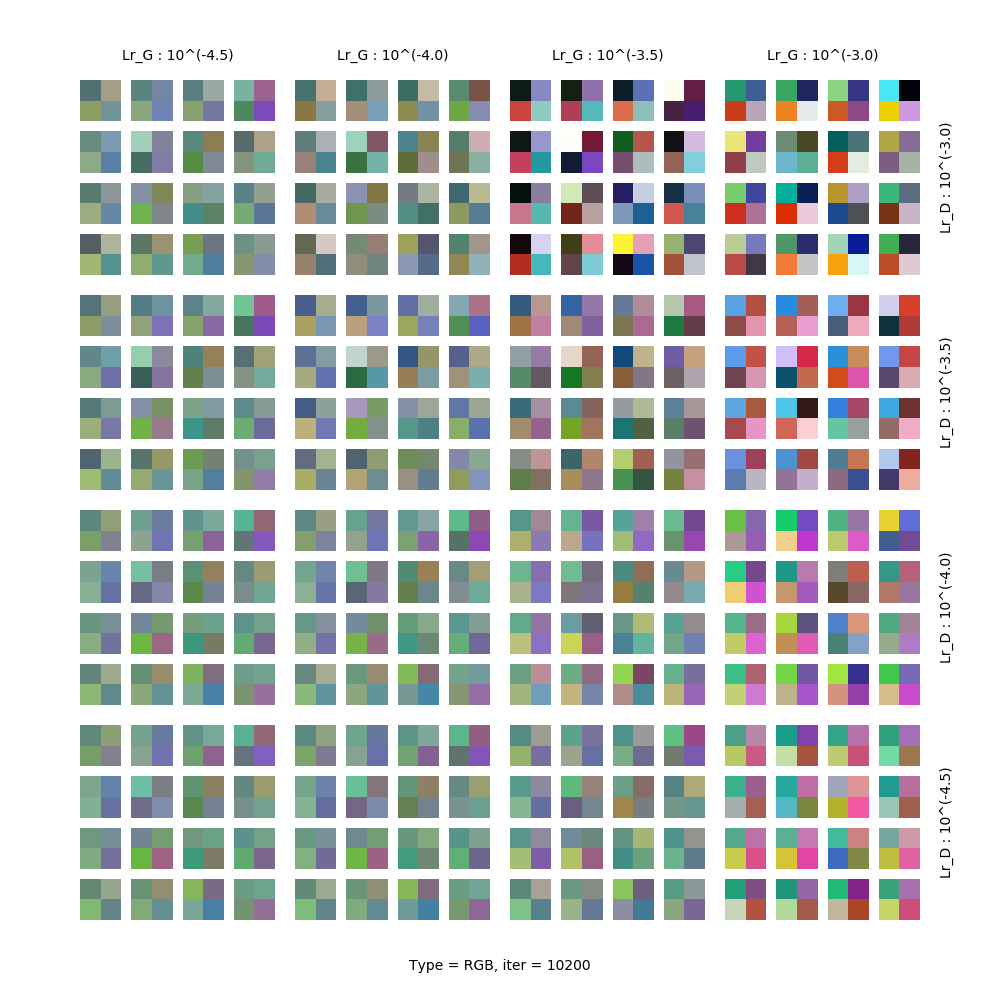 Lr_G : 10^(-4.5)
Lr_G : 10^(-4.0)
Lr_G : 10^(-3.5)
Lr_G : 10^(-3.0)
Lr_D : 10^(-3.0)
Lr_D : 10^(-3.5)
Lr_D : 10^(-4.0)
Lr_D : 10^(-4.5)
Type = RGB, iter = 10200